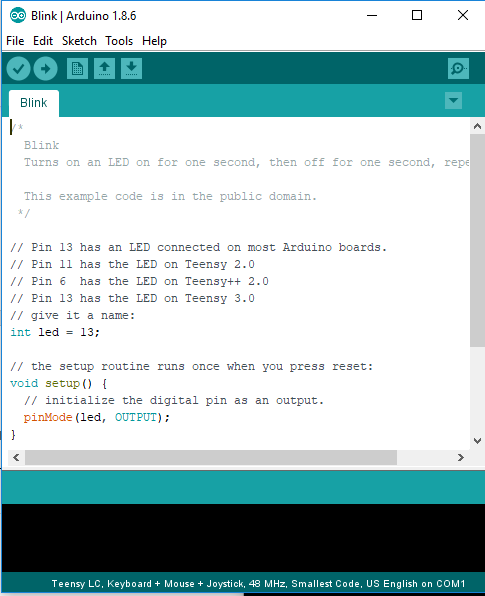 Blink | Arduino 1.8.6
File Edit Sketch Tools Help
Blink
/*
  Blink
  Turns on an LED on for one second, then off for one second, repe

  This example code is in the public domain.
 */

// Pin 13 has an LED connected on most Arduino boards.
// Pin 11 has the LED on Teensy 2.0
// Pin 6  has the LED on Teensy++ 2.0
// Pin 13 has the LED on Teensy 3.0
// give it a name:
int led = 13;

// the setup routine runs once when you press reset:
void setup() {
  // initialize the digital pin as an output.
  pinMode(led, OUTPUT);
}
Teensy LC, Keyboard + Mouse + Joystick, 48 MHz, Smallest Code, US English on COM1